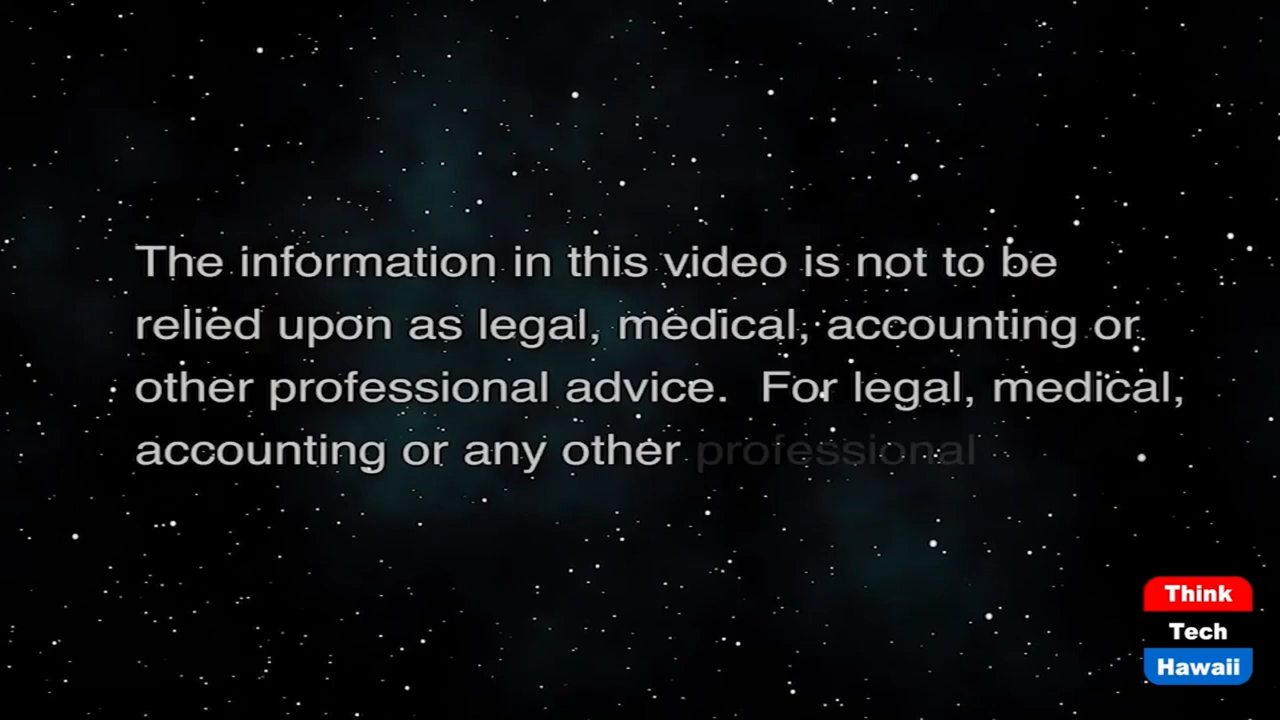 The information in this video is not to be
relied upon as legal, medical, accounting or
other professional advice.  For legal, medical,
accounting or any other professional
Think
Tech
Hawaii